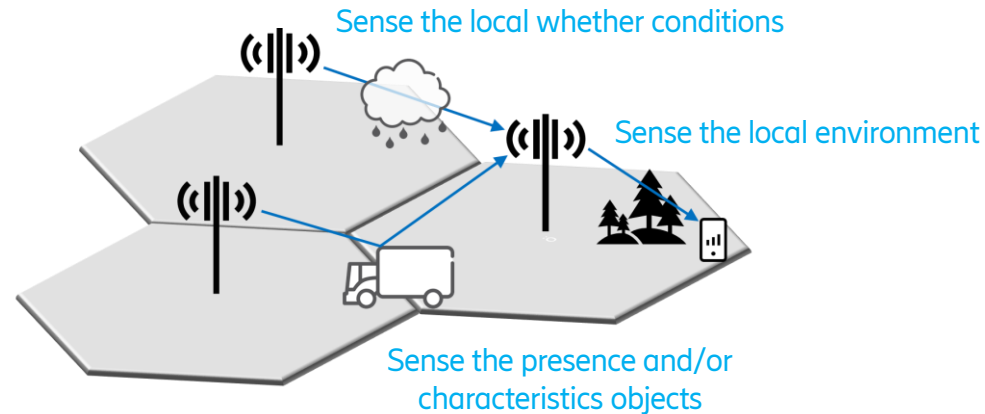 Sense the local whether conditions
Sense the local environment
Sense the presence and/or
characteristics objects